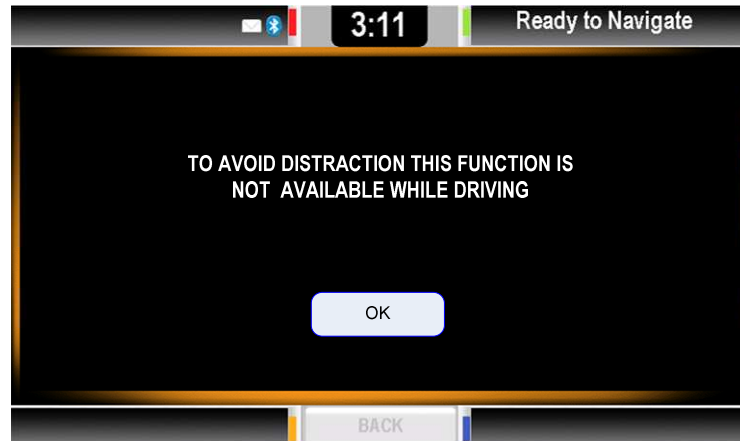 3:11
Ready to Navigate
TO AVOID DISTRACTION THIS FUNCTION IS
NOT AVAILABLE WHILE DRIVING
OK
BACK